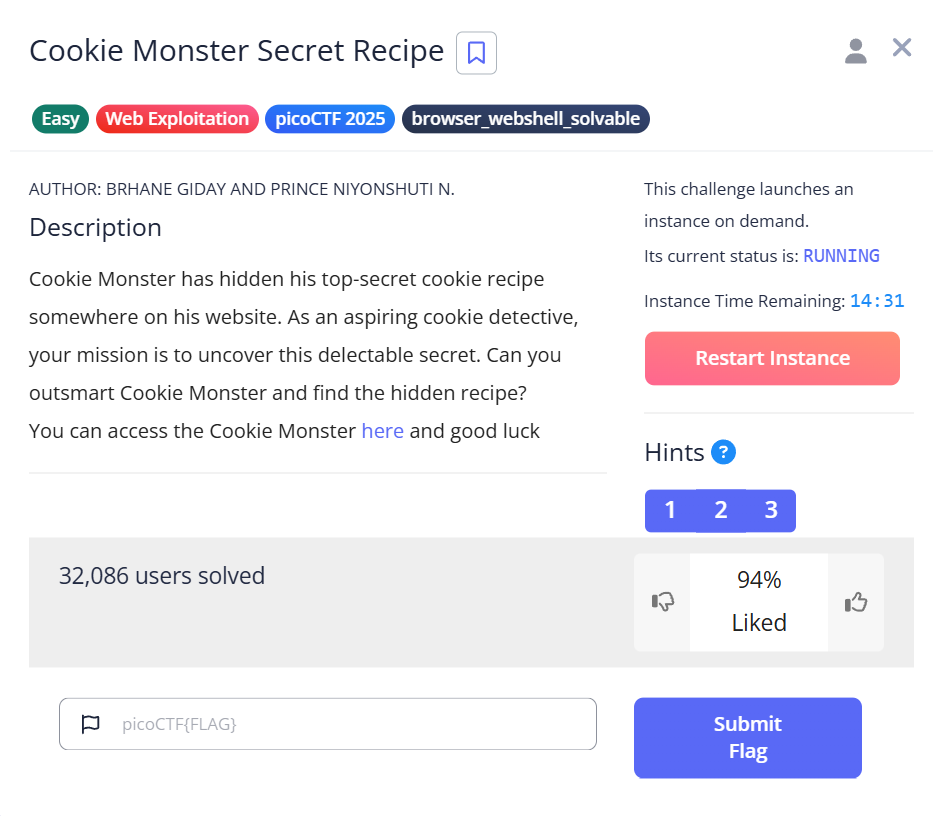 Cookie Monster Secret Recipe
Easy
Web Exploitation
picoCTF 2025
browser_webshell_solvable
AUTHOR: BRHANE GIDAY AND PRINCE NIYONSHUTI N.
Description
Cookie Monster has hidden his top-secret cookie recipe
somewhere on his website. As an aspiring cookie detective,
your mission is to uncover this delectable secret. Can you
outsmart Cookie Monster and find the hidden recipe?
You can access the Cookie Monster here and good luck
This challenge launches an
instance on demand.
Its current status is: RUNNING
Instance Time Remaining: 14:31
Restart Instance
Hints ?
1 2 3
32,086 users solved
94%
Liked
picoCTF{FLAG}
Submit
Flag